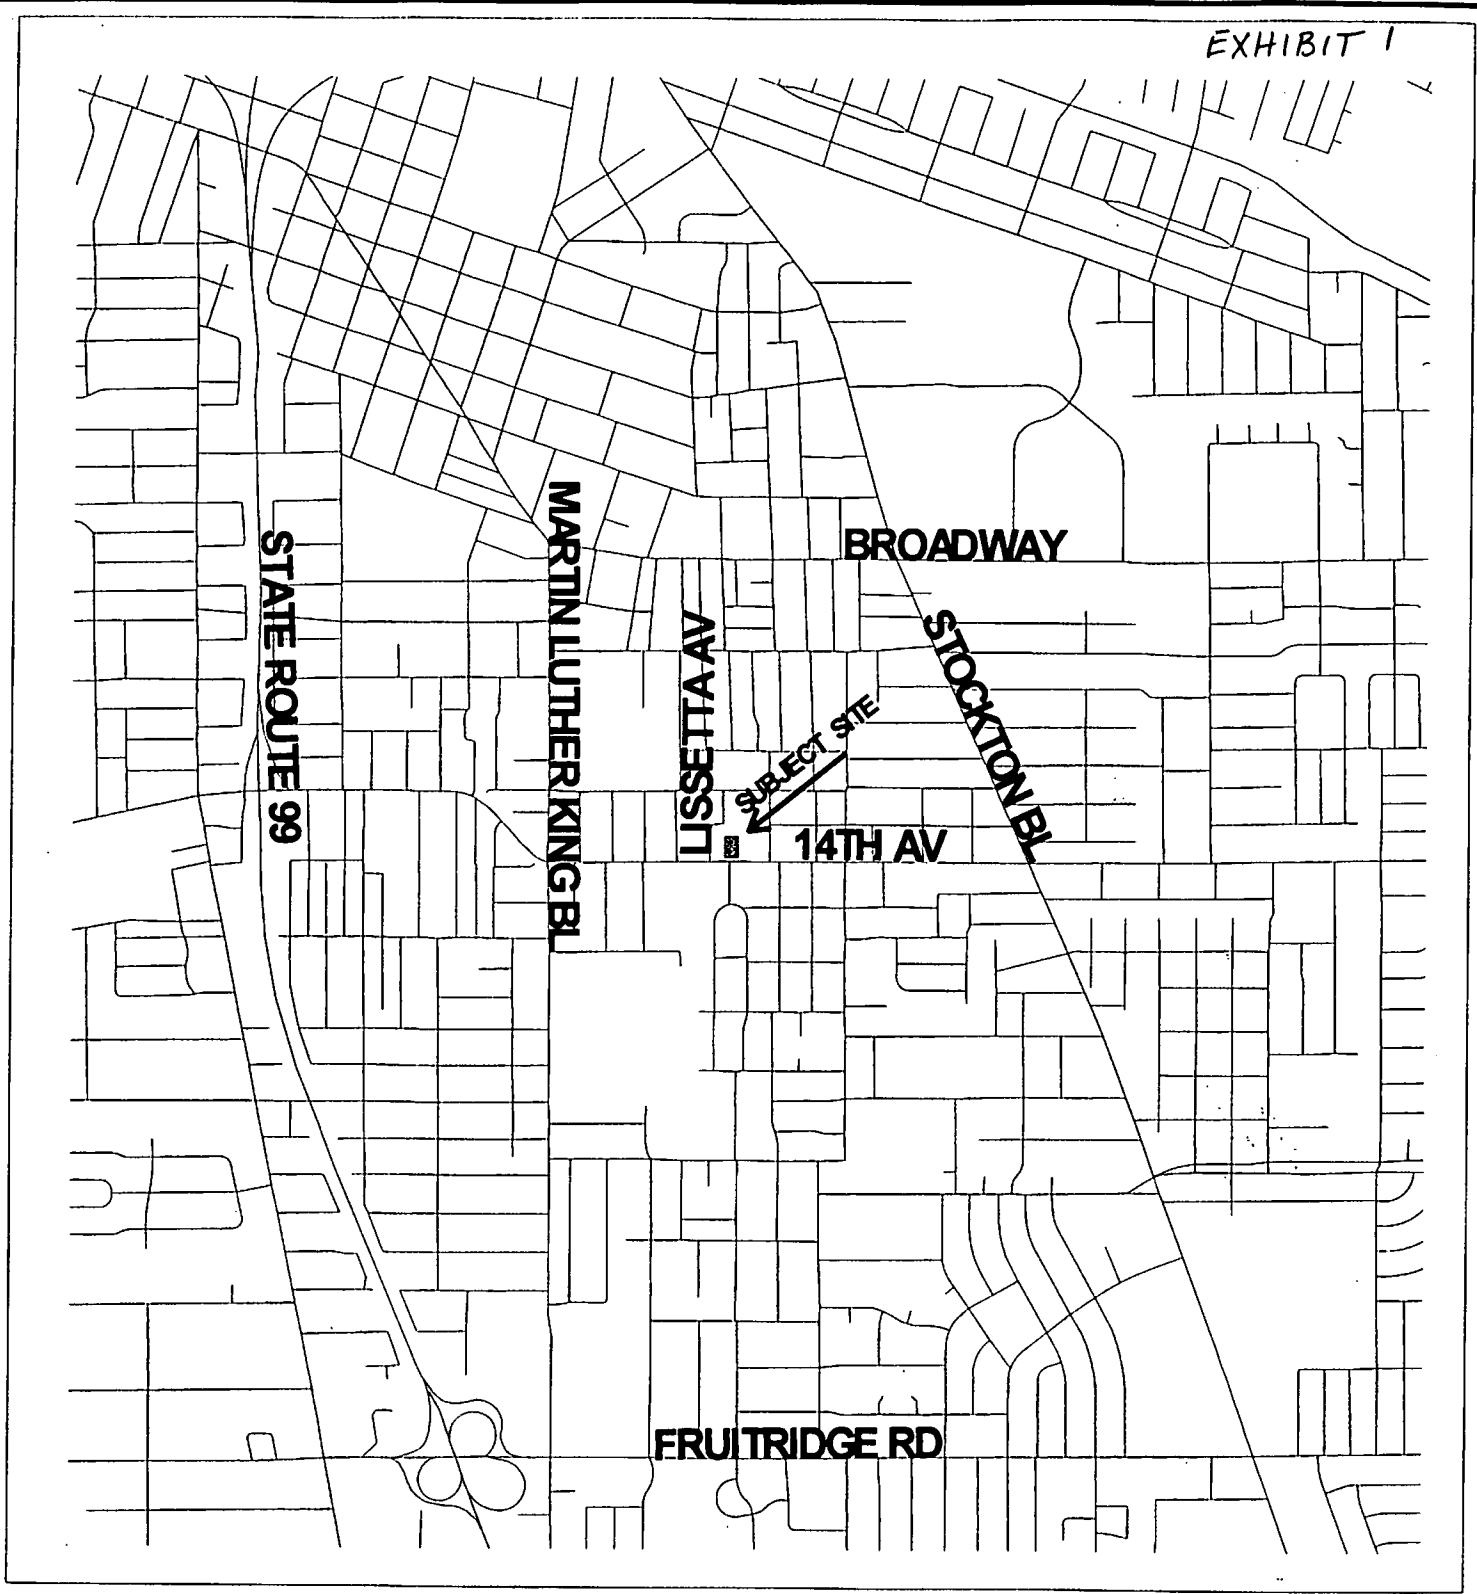 EXHIBIT 1
BROADWAY
STATE ROUTE 99
MARTIN LUTHER KING BL
LISSETTA AV
STOCKTON BL
SUBJECT SITE
14TH AV
FRUITRIDGE RD